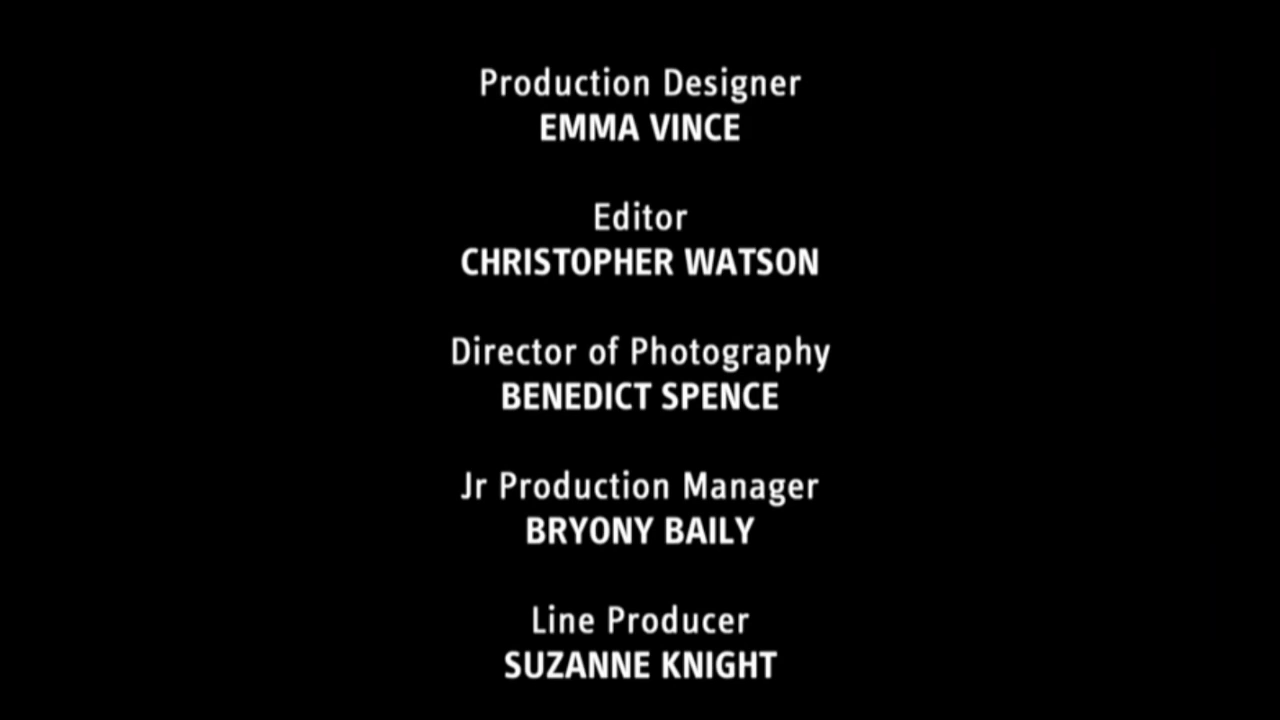 Production Designer
EMMA VINCE
Editor
CHRISTOPHER WATSON
Director of Photography
BENEDICT SPENCE
Jr Production Manager
BRYONY BAILY
Line Producer
SUZANNE KNIGHT